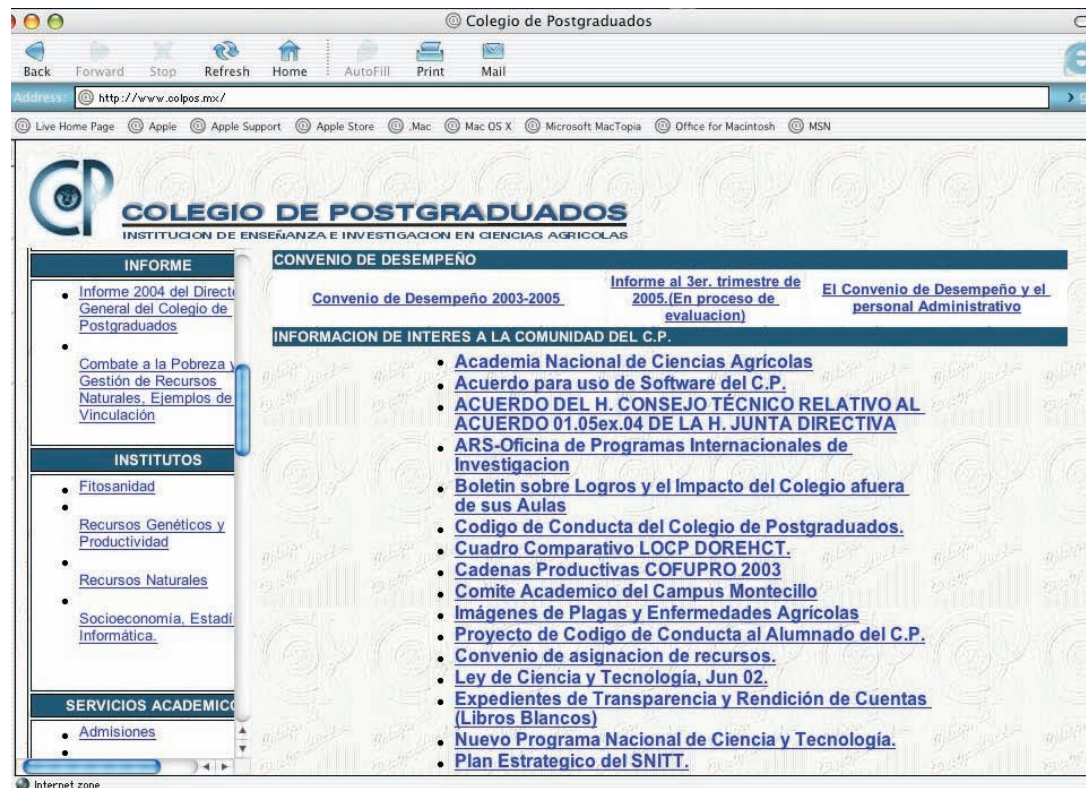 Colegio de Postgraduados
Back Forward Stop Refresh Home AutoFill Print Mail
Address: http://www.colpos.mx/
Live Home Page Apple Apple Support Apple Store .Mac Mac OS X Microsoft MacTopia Office for Macintosh MSN
CP
COLEGIO DE POSTGRADUADOS
INSTITUCION DE ENSEÑANZA E INVESTIGACION EN CIENCIAS AGRICOLAS
INFORME
Informe 2004 del Directo
General del Colegio de
Postgraduados
Combate a la Pobreza y
Gestión de Recursos
Naturales, Ejemplos de
Vinculación
INSTITUTOS
Fitosanidad
Recursos Genéticos y
Productividad
Recursos Naturales
Socioeconomía, Estadí
Informática.
SERVICIOS ACADEMICO
Admisiones
CONVENIO DE DESEMPEÑO
Convenio de Desempeño 2003-2005
Informe al 3er. trimestre de
2005.(En proceso de
evaluacion)
El Convenio de Desempeño y el
personal Administrativo
INFORMACION DE INTERES A LA COMUNIDAD DEL C.P.
Academia Nacional de Ciencias Agrícolas
Acuerdo para uso de Software del C.P.
ACUERDO DEL H. CONSEJO TÉCNICO RELATIVO AL
ACUERDO 01.05ex.04 DE LA H. JUNTA DIRECTIVA
ARS-Oficina de Programas Internacionales de
Investigacion
Boletin sobre Logros y el Impacto del Colegio afuera
de sus Aulas
Codigo de Conducta del Colegio de Postgraduados.
Cuadro Comparativo LOCP DOREHCT.
Cadenas Productivas COFUPRO 2003
Comite Academico del Campus Montecillo
Imágenes de Plagas y Enfermedades Agrícolas
Proyecto de Codigo de Conducta al Alumnado del C.P.
Convenio de asignacion de recursos.
Ley de Ciencia y Tecnología, Jun 02.
Expedientes de Transparencia y Rendición de Cuentas
(Libros Blancos)
Nuevo Programa Nacional de Ciencia y Tecnología.
Plan Estrategico del SNITT.
Internet zone